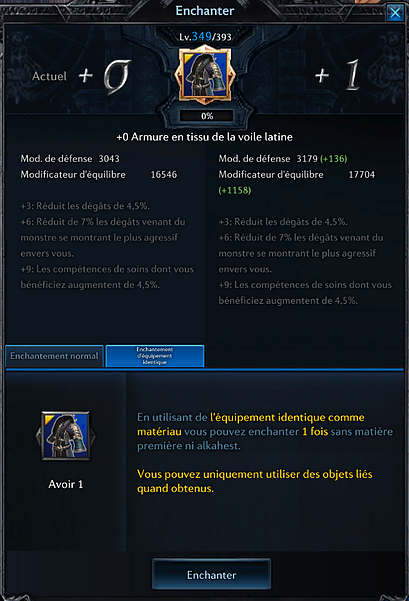 Enchanter
Lv.349/393
Actuel +0
+1
0%
+0 Armure en tissu de la voile latine
Mod. de défense 3043
Modificateur d'équilibre 16546
+3: Réduit les dégâts de 4,5%.
+6: Réduit de 7% les dégâts venant du
monstre se montrant le plus agressif
envers vous.
+9: Les compétences de soins dont vous
bénéficiez augmentent de 4,5%.
Mod. de défense 3179 (+136)
Modificateur d'équilibre 17704
(+1158)
+3: Réduit les dégâts de 4,5%.
+6: Réduit de 7% les dégâts venant du
monstre se montrant le plus agressif
envers vous.
+9: Les compétences de soins dont vous
bénéficiez augmentent de 4,5%.
Enchantement normal
Enchantement
d'équipement
identique
Avoir 1
En utilisant de l'équipement identique comme
matériau vous pouvez enchanter 1 fois sans matière
première ni alkahest.
Vous pouvez uniquement utiliser des objets liés
quand obtenus.
Enchanter